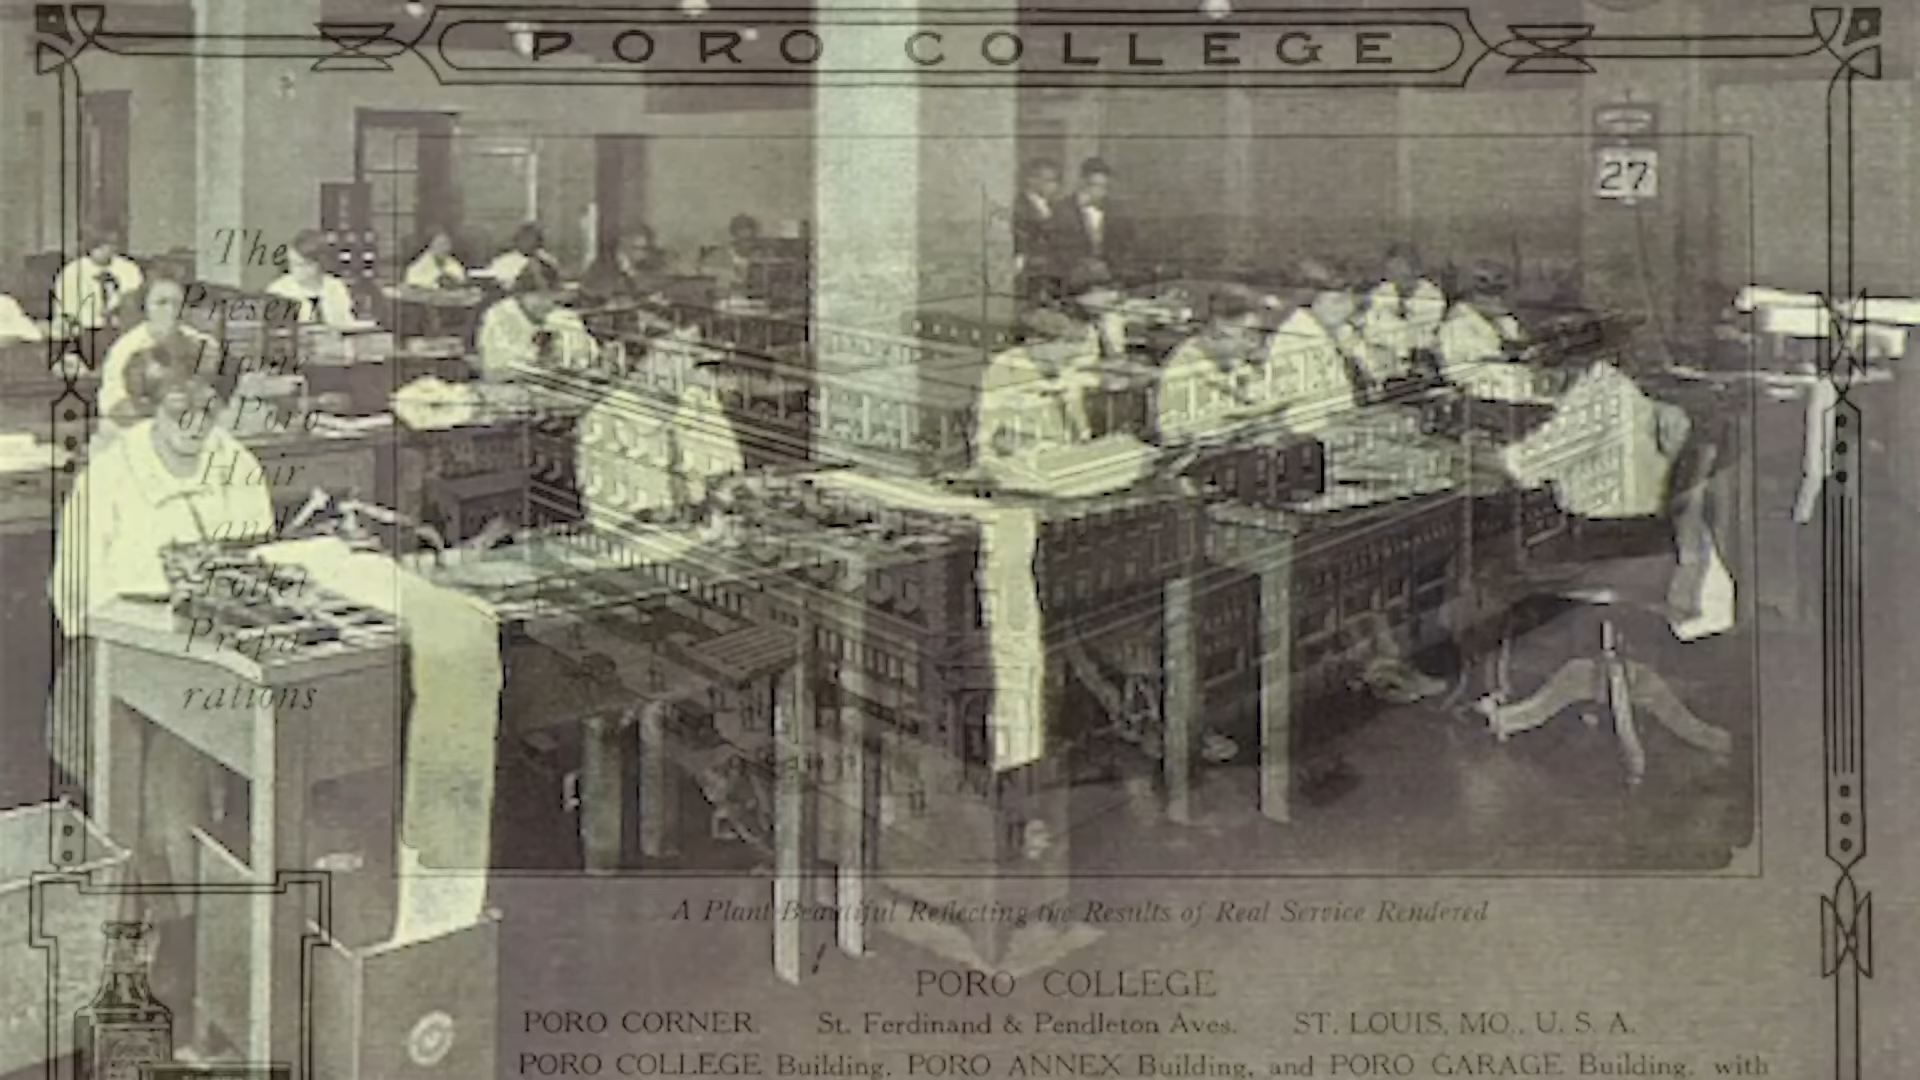 PORO COLLEGE
27
The
Present
Home
of Poro
Hair
and
Toilet
Prepa-
rations
A Plant Beautiful Reflecting the Results of Real Service Rendered
PORO COLLEGE
PORO CORNER. St. Ferdinand & Pendleton Aves. ST. LOUIS, MO., U. S. A.
PORO COLLEGE Building, PORO ANNEX Building, and PORO GARAGE Building, with